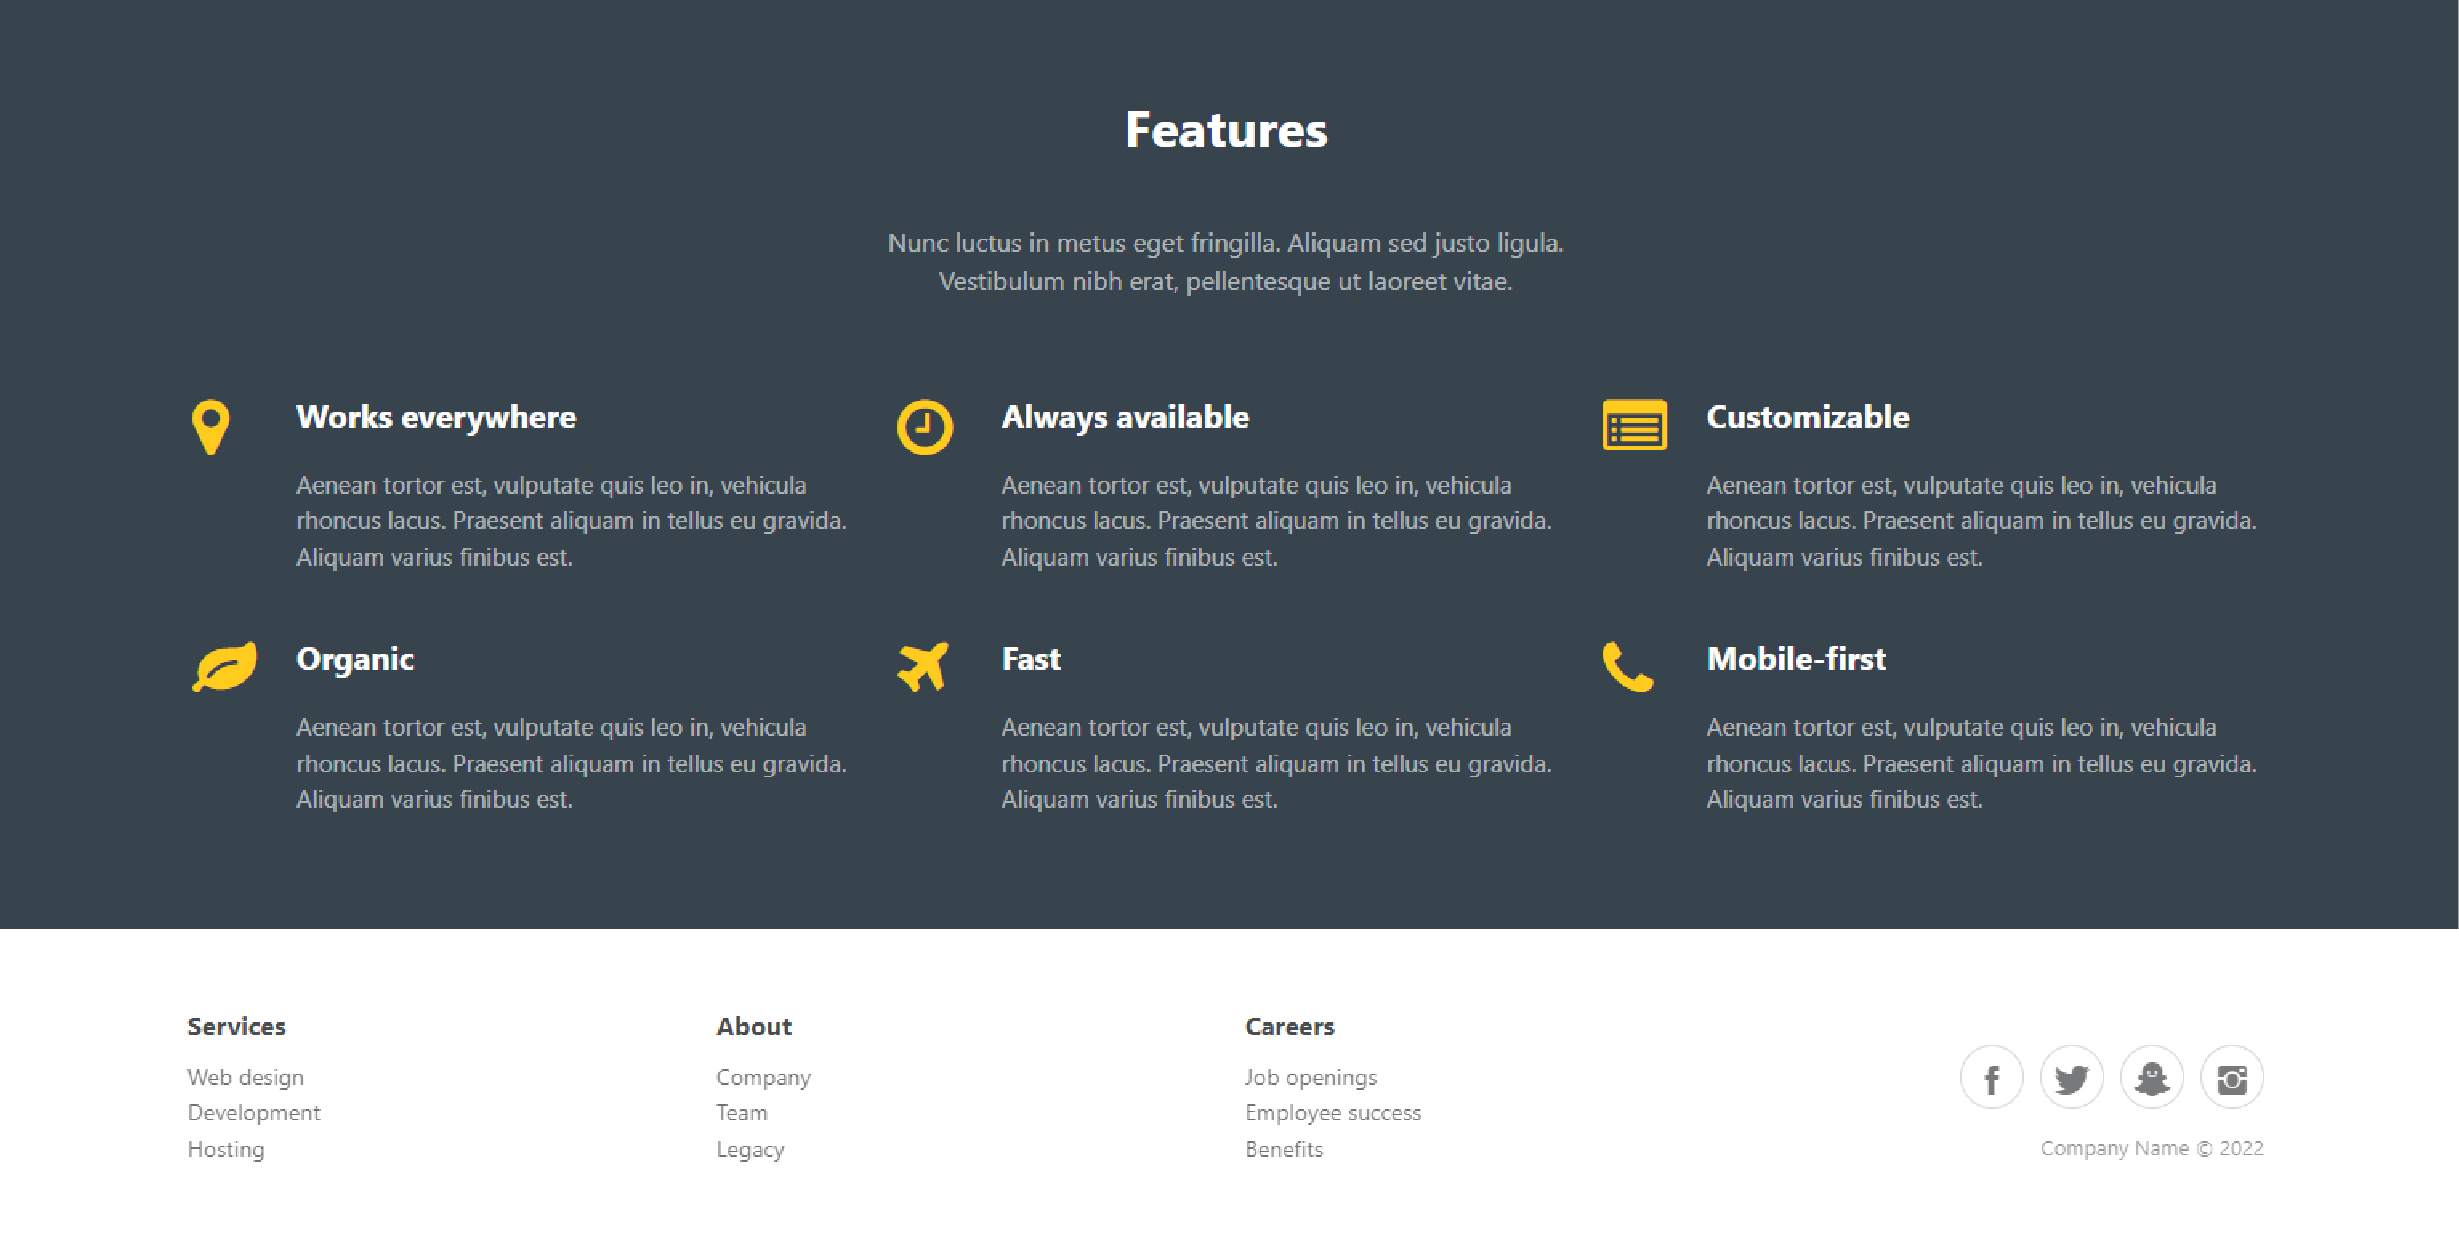 Features
Nunc luctus in metus eget fringilla. Aliquam sed justo ligula.
Vestibulum nibh erat, pellentesque ut laoreet vitae.
Works everywhere
Aenean tortor est, vulputate quis leo in, vehicula
rhoncus lacus. Praesent aliquam in tellus eu gravida.
Aliquam varius finibus est.
Always available
Aenean tortor est, vulputate quis leo in, vehicula
rhoncus lacus. Praesent aliquam in tellus eu gravida.
Aliquam varius finibus est.
Customizable
Aenean tortor est, vulputate quis leo in, vehicula
rhoncus lacus. Praesent aliquam in tellus eu gravida.
Aliquam varius finibus est.
Organic
Aenean tortor est, vulputate quis leo in, vehicula
rhoncus lacus. Praesent aliquam in tellus eu gravida.
Aliquam varius finibus est.
Fast
Aenean tortor est, vulputate quis leo in, vehicula
rhoncus lacus. Praesent aliquam in tellus eu gravida.
Aliquam varius finibus est.
Mobile-first
Aenean tortor est, vulputate quis leo in, vehicula
rhoncus lacus. Praesent aliquam in tellus eu gravida.
Aliquam varius finibus est.
Services
Web design
Development
Hosting
About
Company
Team
Legacy
Careers
Job openings
Employee success
Benefits
Company Name © 2022